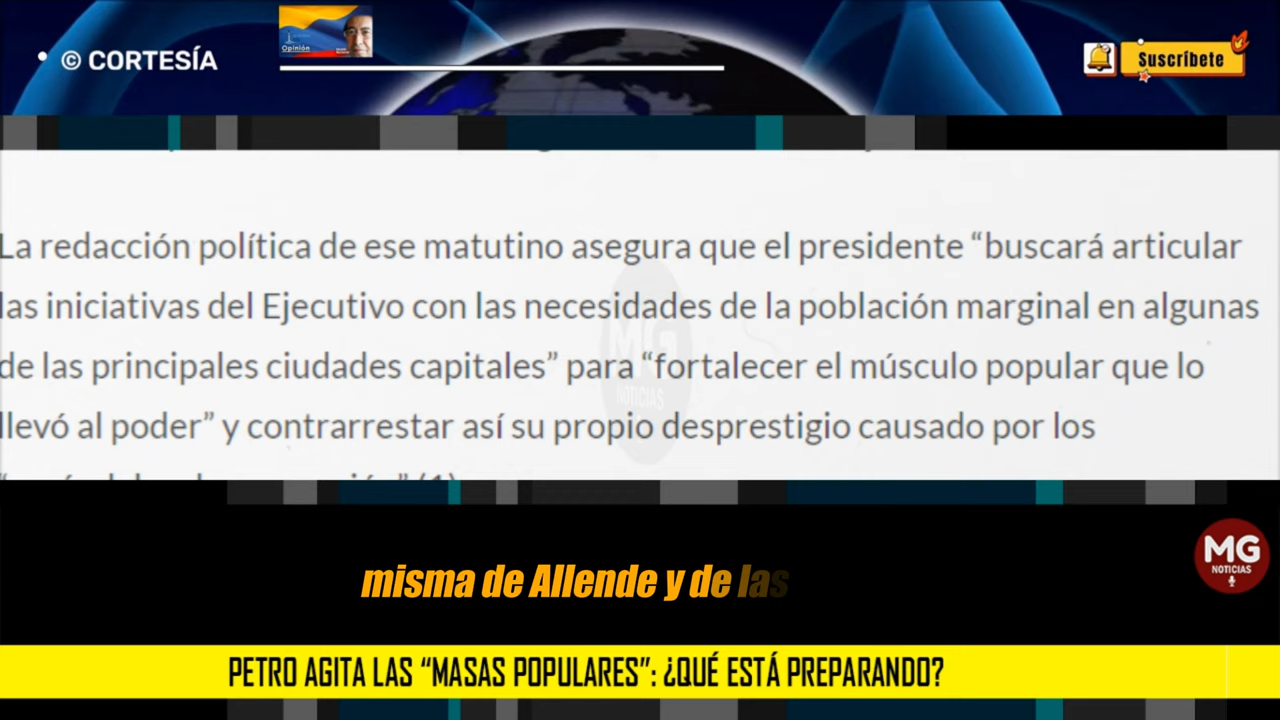 © CORTESÍA
Opinión
Suscríbete
La redacción política de ese matutino asegura que el presidente “buscará articular
las iniciativas del Ejecutivo con las necesidades de la población marginal en algunas
de las principales ciudades capitales” para “fortalecer el músculo popular que lo
llevó al poder” y contrarrestar así su propio desprestigio causado por los
MG
NOTICIAS
misma de Allende y de las
MG
NOTICIAS
PETRO AGITA LAS “MASAS POPULARES”: ¿QUÉ ESTÁ PREPARANDO?